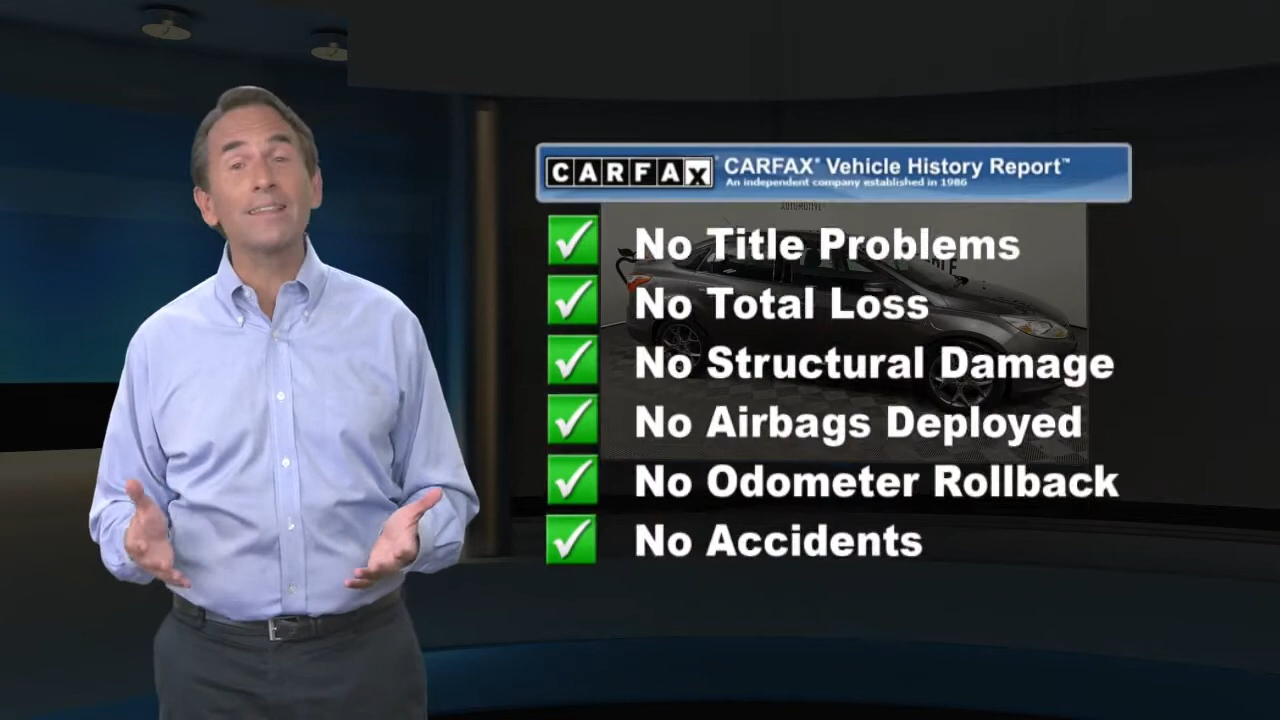 CARFAX
CARFAX® Vehicle History Report™
An independent company established in 1986
AUTOMOTIVE
No Title Problems
No Total Loss
No Structural Damage
No Airbags Deployed
No Odometer Rollback
No Accidents